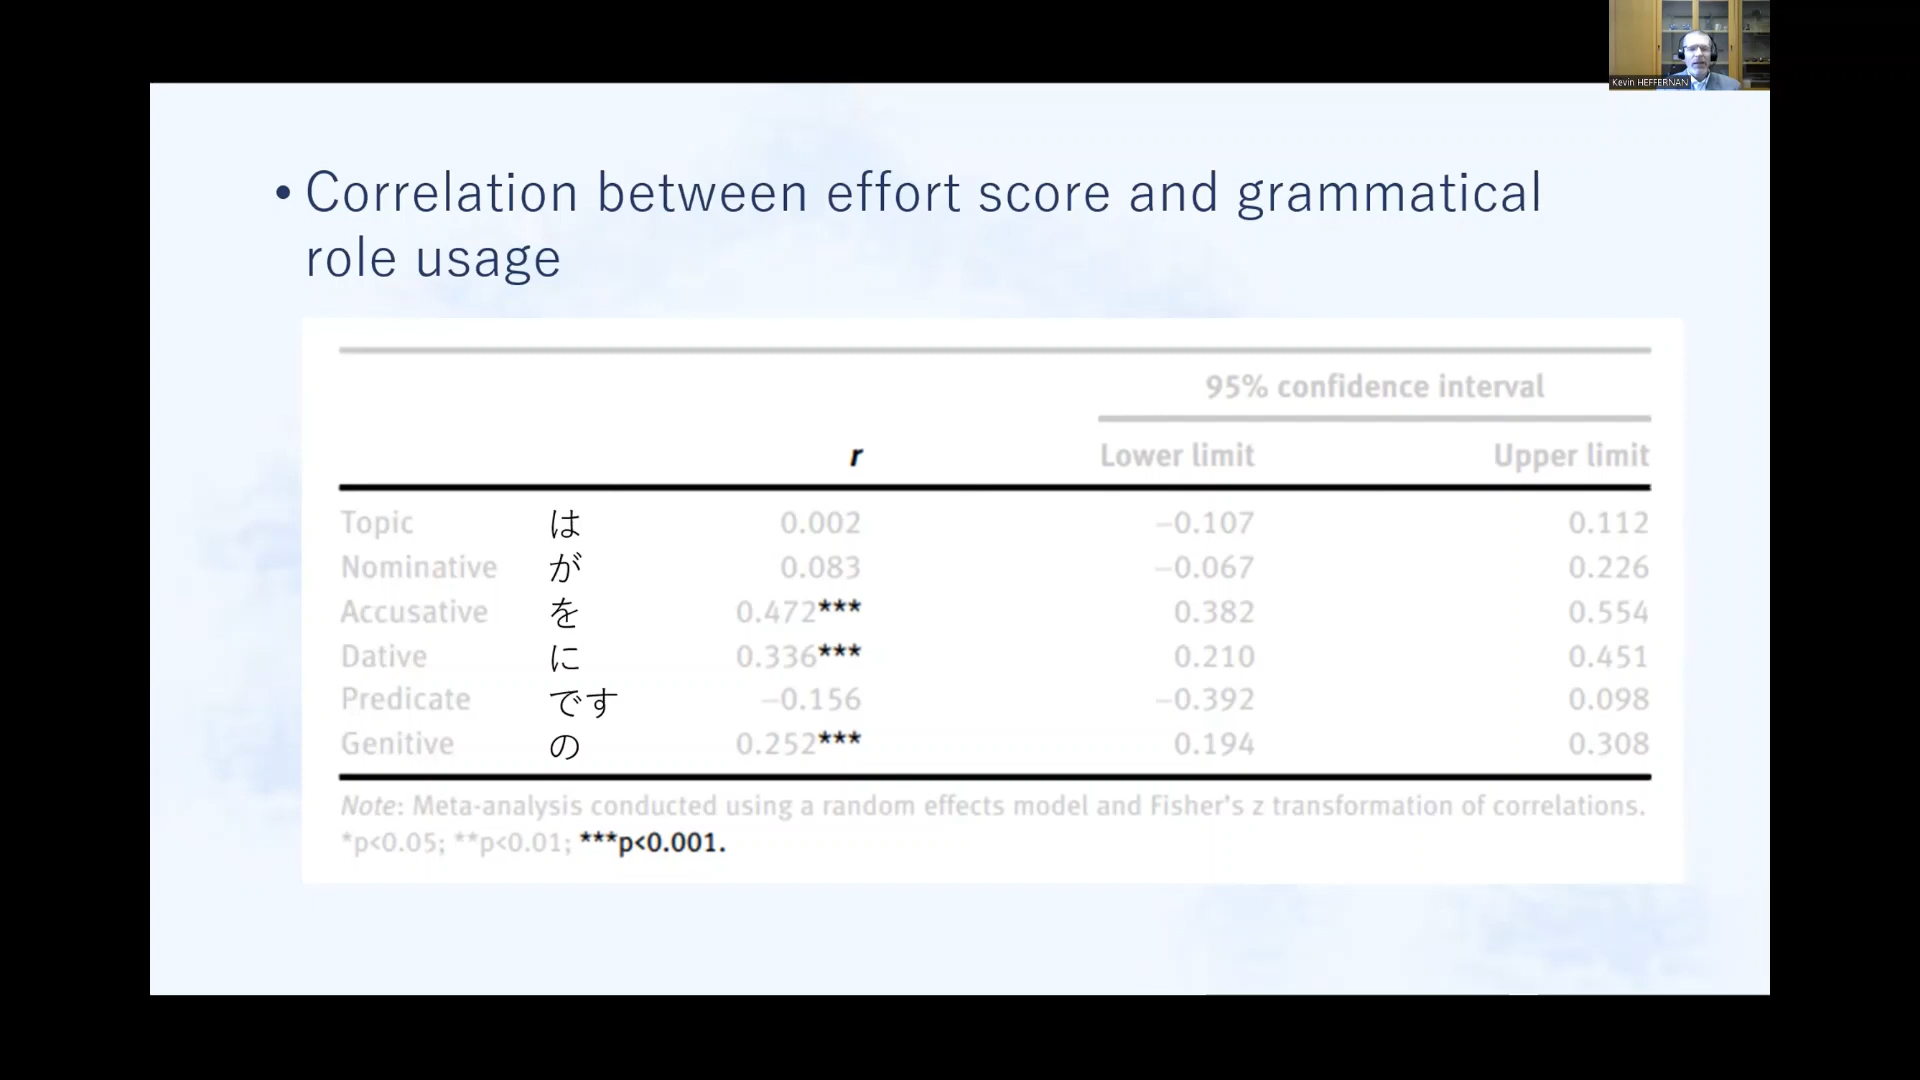 Kevin HEFFERNAN
• Correlation between effort score and grammatical
role usage
95% confidence interval
r Lower limit Upper limit
Topic は 0.002 −0.107 0.112
Nominative が 0.083 −0.067 0.226
Accusative を 0.472*** 0.382 0.554
Dative に 0.336*** 0.210 0.451
Predicate です −0.156 −0.392 0.098
Genitive の 0.252*** 0.194 0.308
Note: Meta-analysis conducted using a random effects model and Fisher's z transformation of correlations.
*p<0.05; **p<0.01; ***p<0.001.